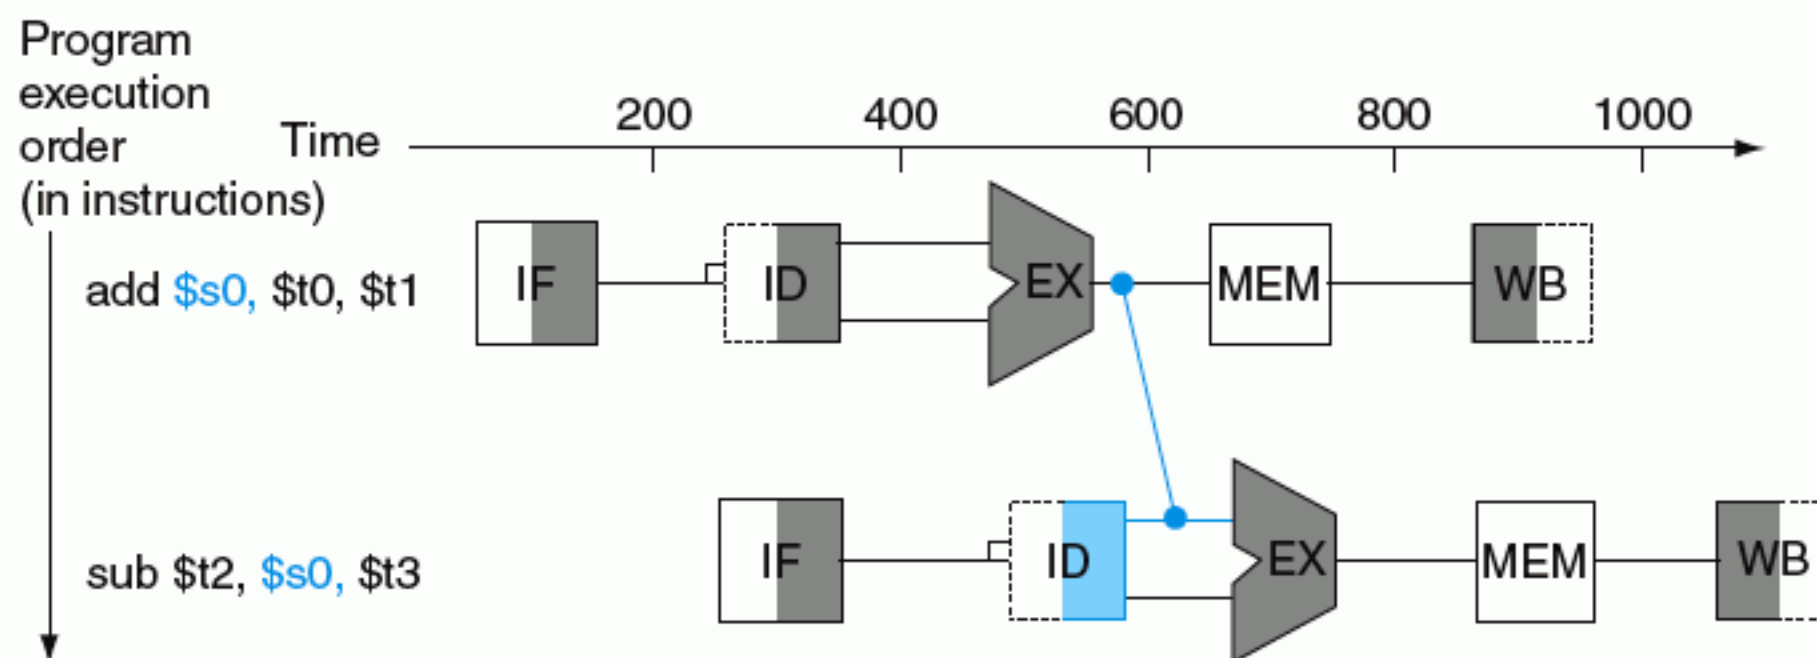 Program
execution
order
(in instructions)
Time
200 400 600 800 1000
add $s0, $t0, $t1
IF ID EX MEM WB
sub $t2, $s0, $t3
IF ID EX MEM WB